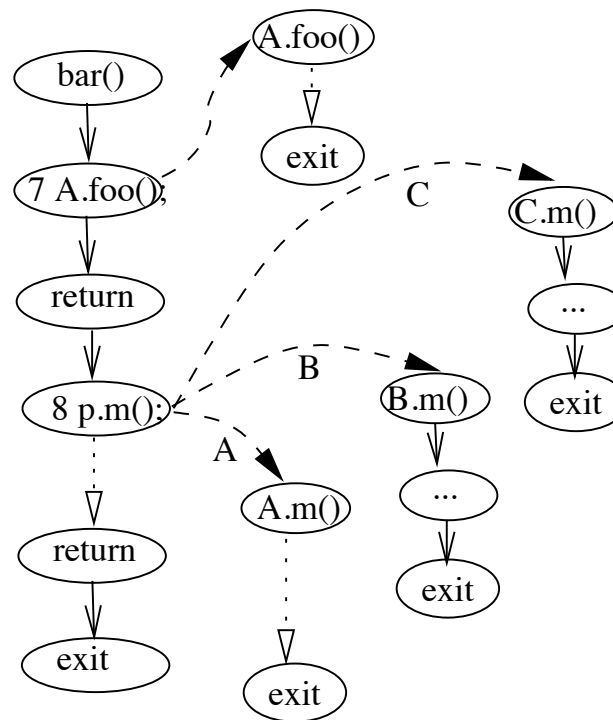 bar()
7 A.foo();
return
8 p.m();
return
exit
A.foo()
exit
C
C.m()
...
exit
B
B.m()
...
exit
A
A.m()
exit